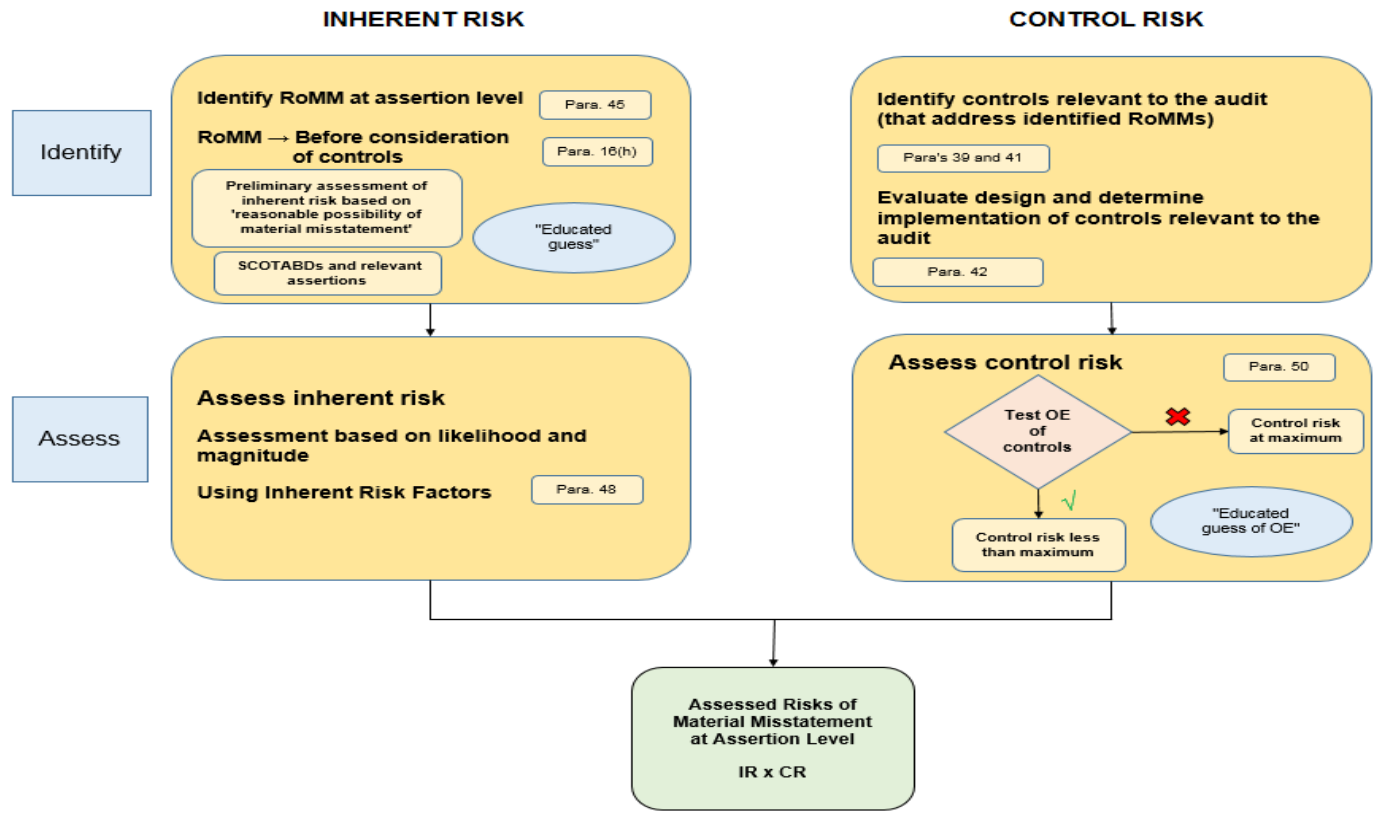 INHERENT RISK
CONTROL RISK
Identify
Identify RoMM at assertion level
Para. 45
RoMM → Before consideration
of controls
Para. 16(h)
Preliminary assessment of
inherent risk based on
'reasonable possibility of
material misstatement'
"Educated
guess"
SCOTABDs and relevant
assertions
Identify controls relevant to the audit
(that address identified RoMMs)
Para's 39 and 41
Evaluate design and determine
implementation of controls relevant to the
audit
Para. 42
Assess
Assess inherent risk
Assessment based on likelihood and
magnitude
Using Inherent Risk Factors
Para. 48
Assess control risk
Para. 50
Test OE
of
controls
Control risk
at maximum
√
"Educated
guess of OE"
Control risk less
than maximum
Assessed Risks of
Material Misstatement
at Assertion Level
IR x CR